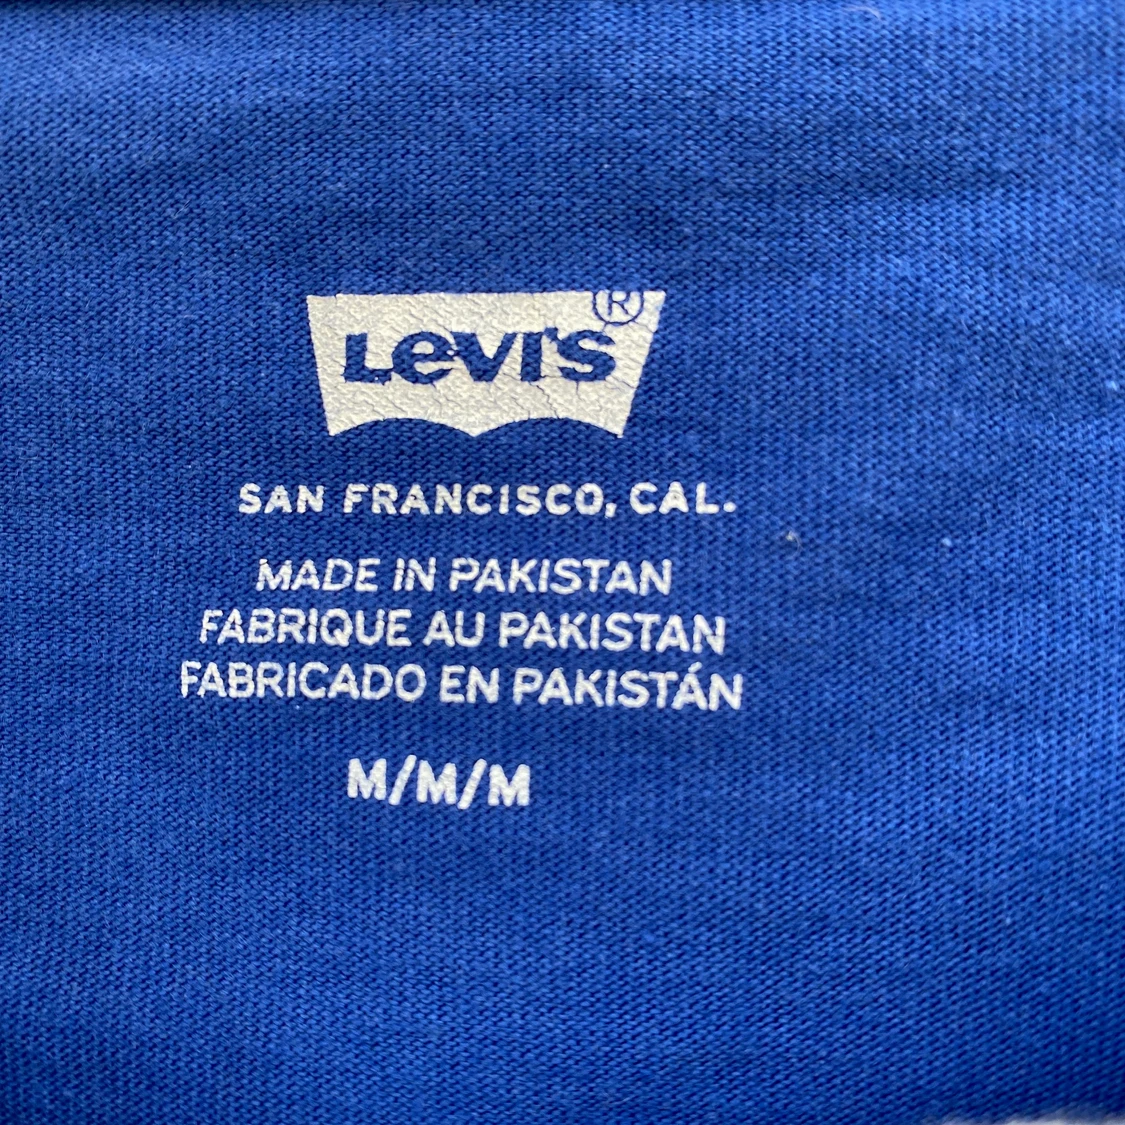 Levi's®
SAN FRANCISCO, CAL.
MADE IN PAKISTAN
FABRIQUE AU PAKISTAN
FABRICADO EN PAKISTÁN
M/M/M